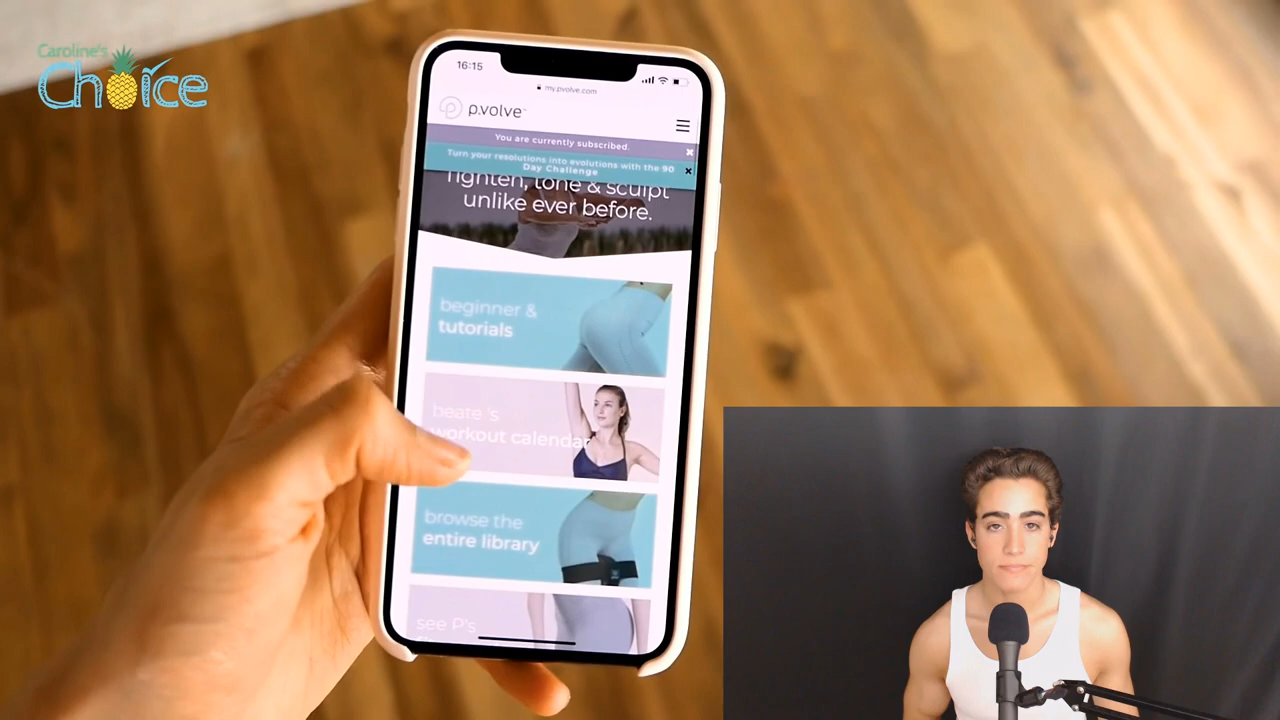 Caroline's
Choice
16:15
my.pvolve.com
p.volve
You are currently subscribed.
Turn your resolutions into evolutions with the 90
Day Challenge
Tighten, tone & sculpt
unlike ever before.
beginner &
tutorials
beate 's
workout calendar
browse the
entire library
see P's